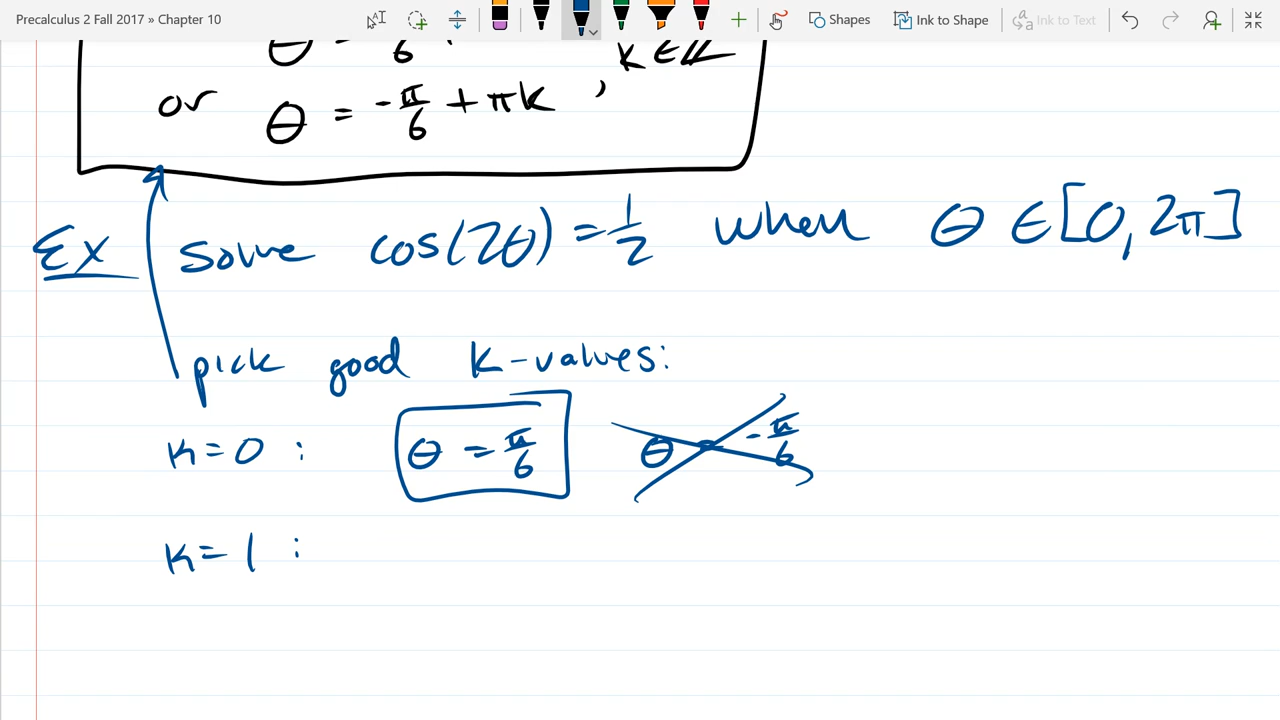 Precalculus 2 Fall 2017 » Chapter 10
Shapes Ink to Shape Ink to Text
θ = π/6 k ∈ ℤ
or θ = -π/6 + πk ,
Ex solve cos(2θ) = 1/2 when θ ∈ [0, 2π]
pick good k-values:
k=0 : θ = π/6 θ = -π/6
k=1 :